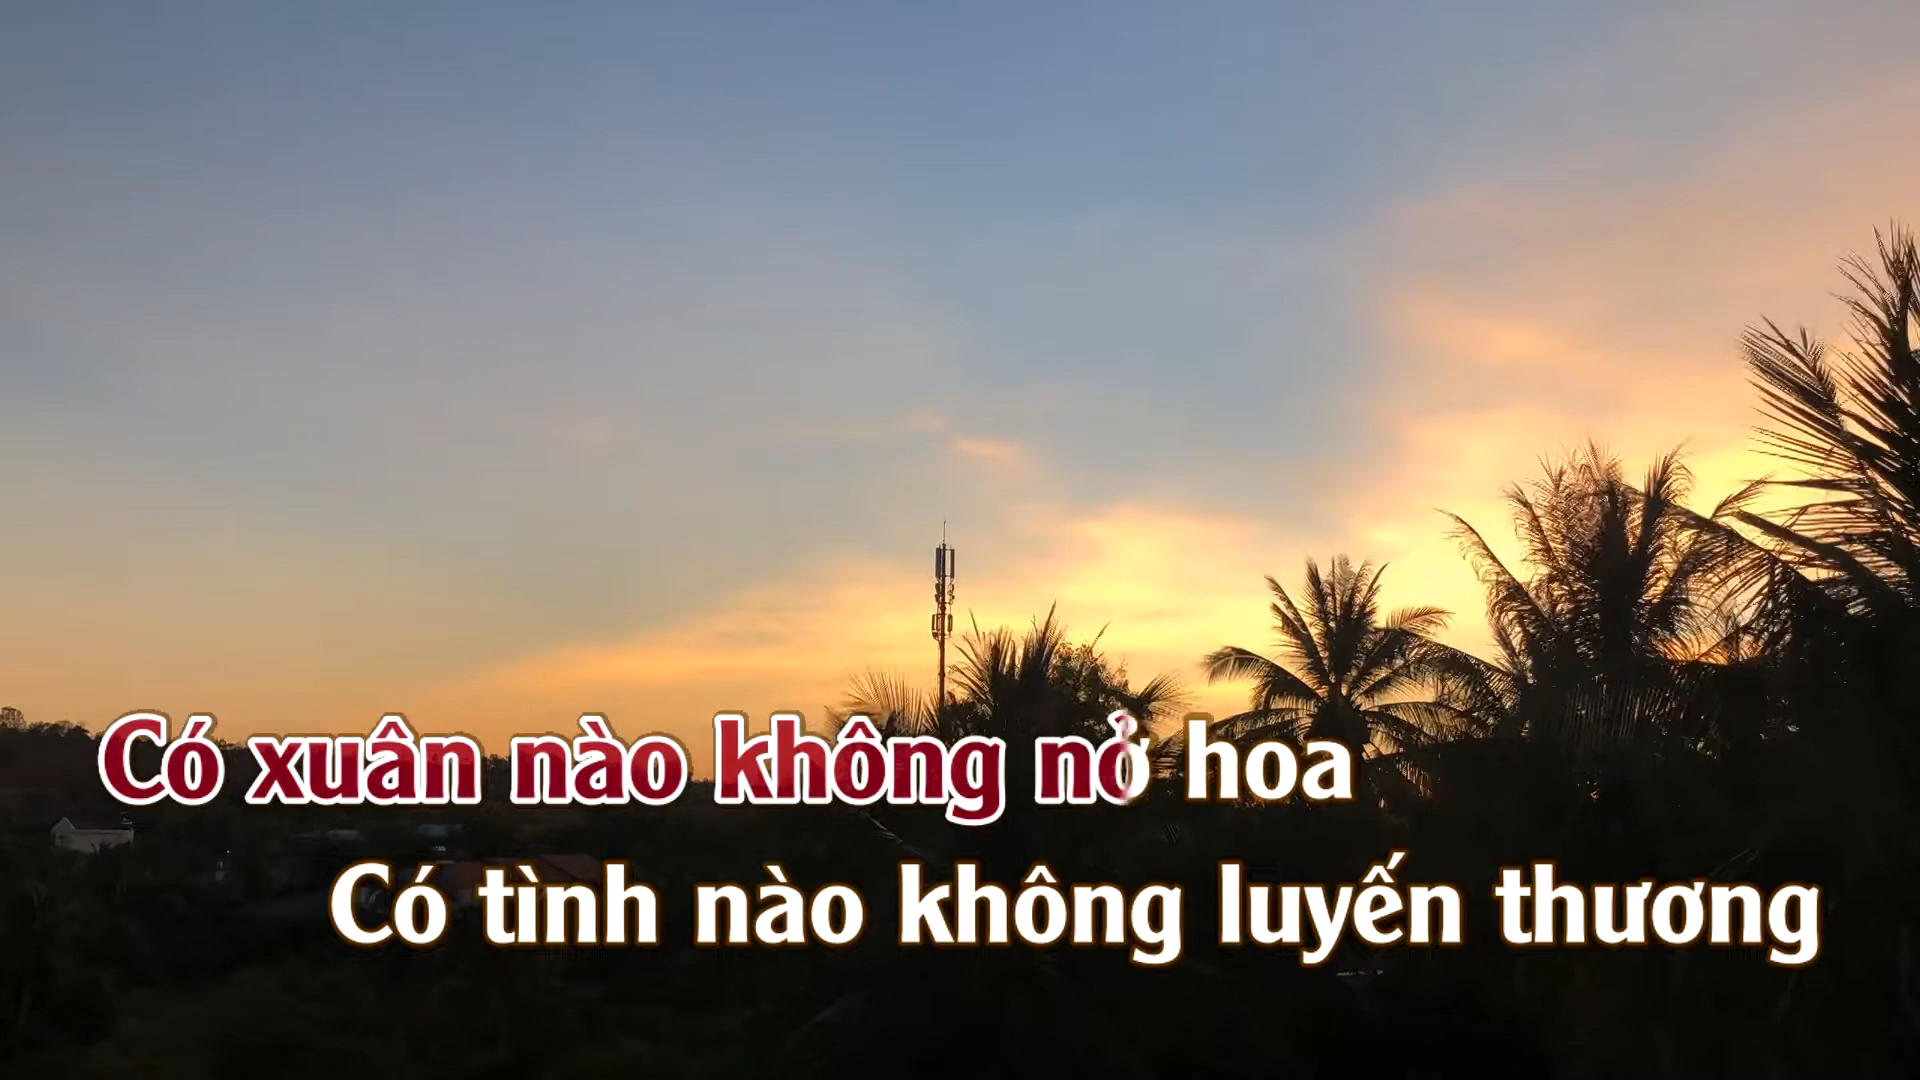 Có xuân nào không nở hoa
Có tình nào không luyến thương